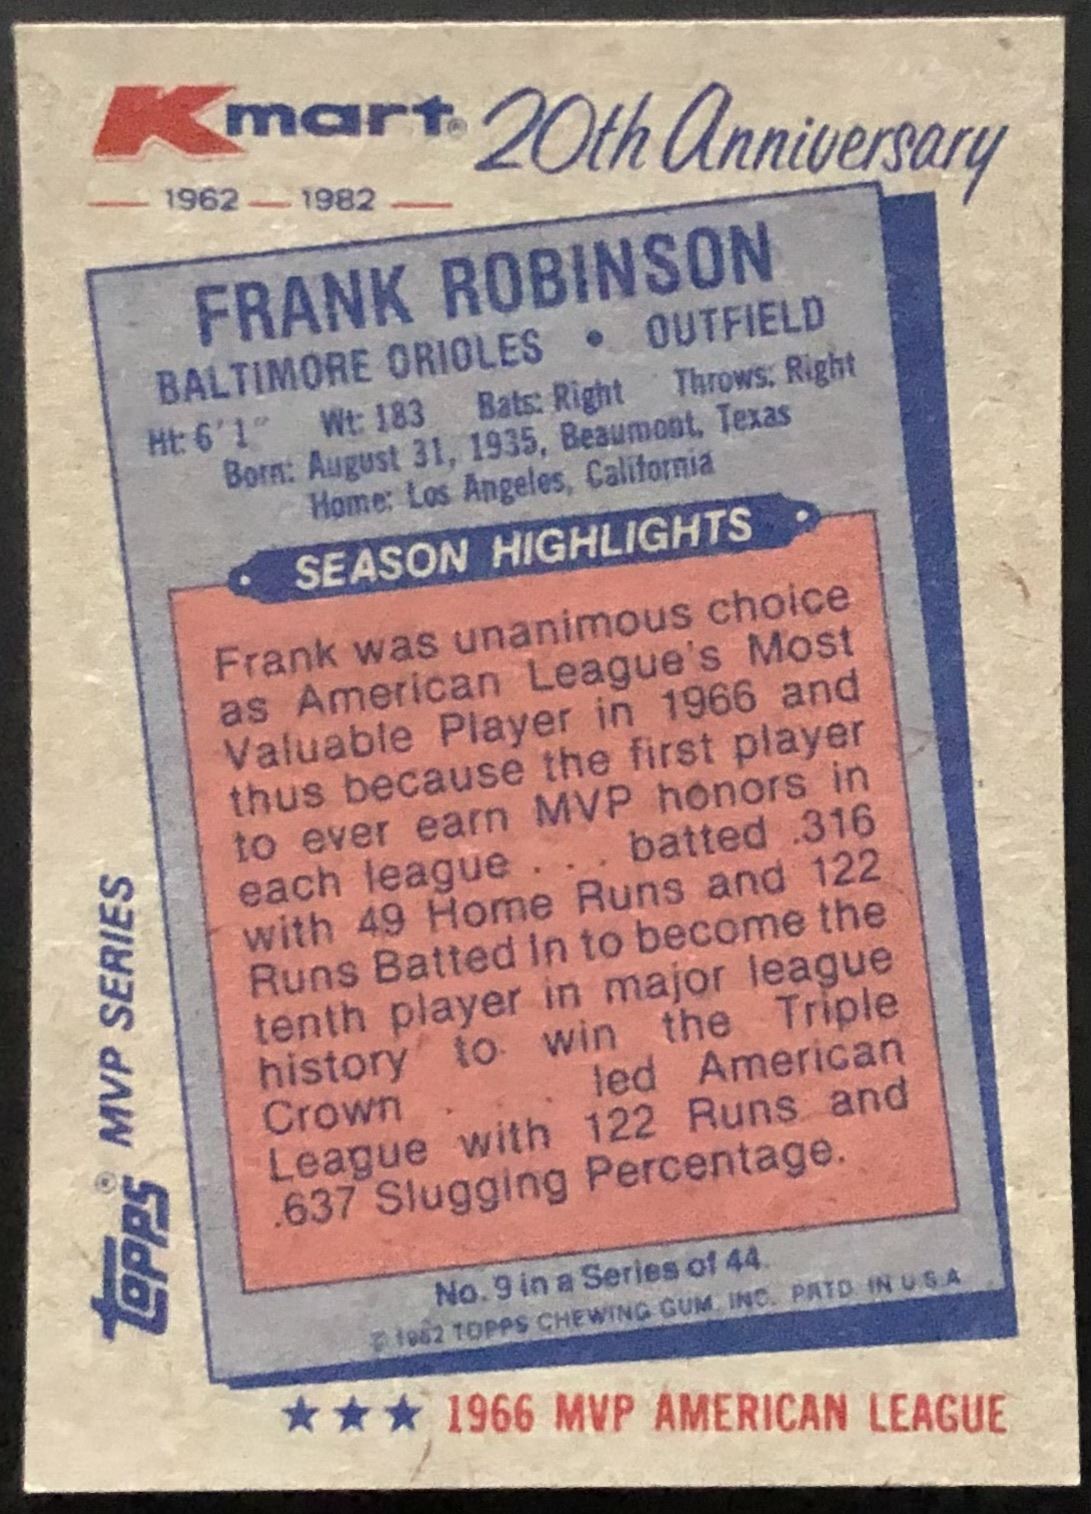 Kmart® 20th Anniversary
1962 — 1982
FRANK ROBINSON
BALTIMORE ORIOLES • OUTFIELD
Ht: 6'1" Wt: 183 Bats: Right Throws: Right
Born: August 31, 1935, Beaumont, Texas
Home: Los Angeles, California
SEASON HIGHLIGHTS
Frank was unanimous choice
as American League's Most
Valuable Player in 1966 and
thus because the first player
to ever earn MVP honors in
each league . . . batted .316
with 49 Home Runs and 122
Runs Batted In to become the
tenth player in major league
history to win the Triple
Crown . . . led American
League with 122 Runs and
.637 Slugging Percentage.
No. 9 in a Series of 44.
© 1982 TOPPS CHEWING GUM, INC. PRTD. IN U.S.A.
Topps® MVP SERIES
★★★ 1966 MVP AMERICAN LEAGUE